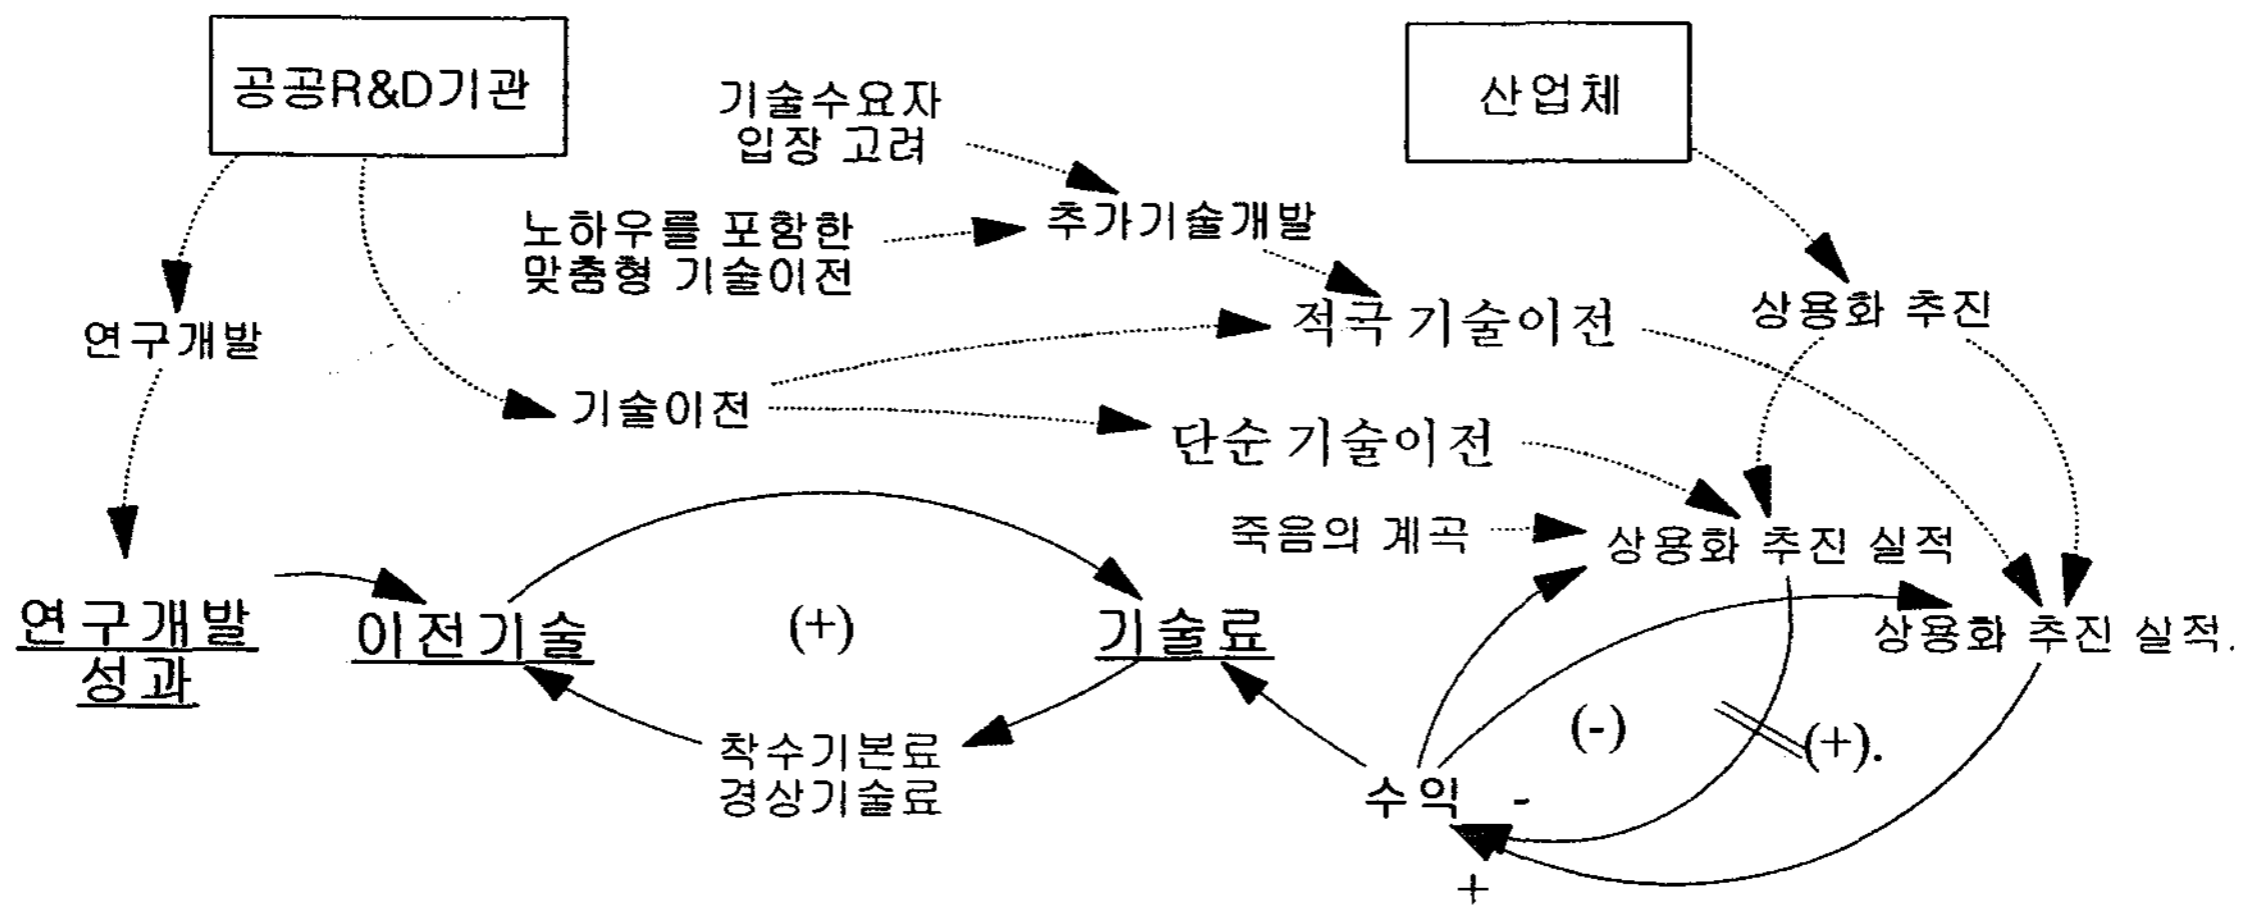 공공R&D기관
산업체
기술수요자
입장 고려
노하우를 포함한
맞춤형 기술이전
추가기술개발
상용화 추진
적극 기술이전
연구개발
기술이전
단순 기술이전
죽음의 계곡
상용화 추진 실적
연구개발
성과
이전기술
(+)
기술료
상용화 추진 실적.
(-)
(+).
착수기본료
경상기술료
수익 -
+